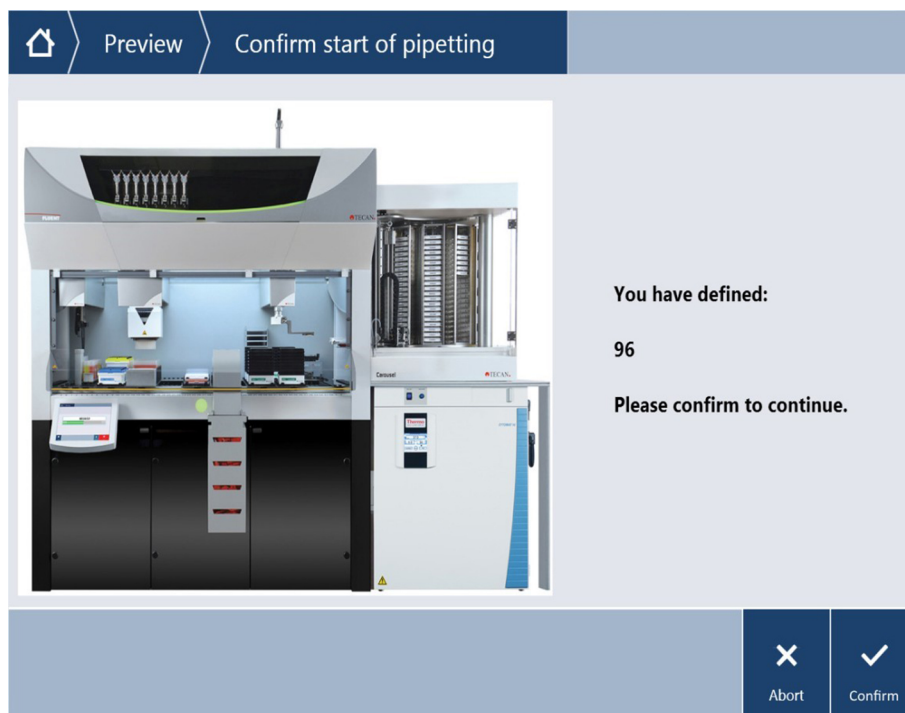 Preview
Confirm start of pipetting
TECAN
TECAN
Carousel
TECAN
Thermo
You have defined:
96
Please confirm to continue.
Abort
Confirm